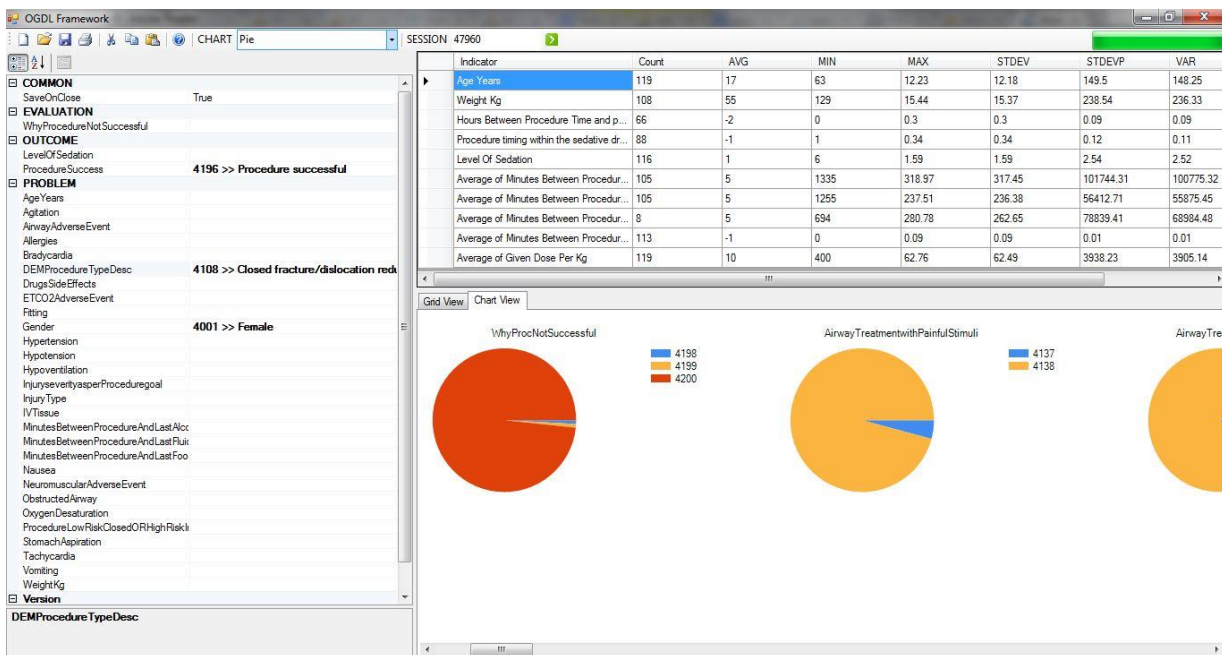 OGDL Framework
CHART Pie SESSION 47960
COMMON
SaveOnClose True
EVALUATION
WhyProcedureNotSuccessful
OUTCOME
LevelOfSedation
ProcedureSuccess 4196 >> Procedure successful
PROBLEM
AgeYears
Agitation
AirwayAdverseEvent
Allergies
Bradycardia
DEMProcedureTypeDesc 4108 >> Closed fracture/dislocation redu
DrugsSideEffects
ETCO2AdverseEvent
Fitting
Gender 4001 >> Female
Hypertension
Hypotension
Hypoventilation
InjuryseverityasperProceduregoal
InjuryType
IVTissue
MinutesBetweenProcedureAndLastAlcc
MinutesBetweenProcedureAndLastFluic
MinutesBetweenProcedureAndLastFoo
Nausea
NeuromuscularAdverseEvent
ObstructedAirway
OxygenDesaturation
ProcedureLowRiskClosedORHighRiskIr
StomachAspiration
Tachycardia
Vomiting
WeightKg
Version
DEMProcedureTypeDesc
Indicator Count AVG MIN MAX STDEV STDEVP VAR
Age Years 119 17 63 12.23 12.18 149.5 148.25
Weight Kg 108 55 129 15.44 15.37 238.54 236.33
Hours Between Procedure Time and p... 66 -2 0 0.3 0.3 0.09 0.09
Procedure timing within the sedative dr... 88 -1 1 0.34 0.34 0.12 0.11
Level Of Sedation 116 1 6 1.59 1.59 2.54 2.52
Average of Minutes Between Procedur... 105 5 1335 318.97 317.45 101744.31 100775.32
Average of Minutes Between Procedur... 105 5 1255 237.51 236.38 56412.71 55875.45
Average of Minutes Between Procedur... 8 5 694 280.78 262.65 78839.41 68984.48
Average of Minutes Between Procedur... 113 -1 0 0.09 0.09 0.01 0.01
Average of Given Dose Per Kg 119 10 400 62.76 62.49 3938.23 3905.14
Grid View Chart View
WhyProcNotSuccessful
4198
4199
4200
AirwayTreatmentwithPainfulStimuli
4137
4138
AirwayTre